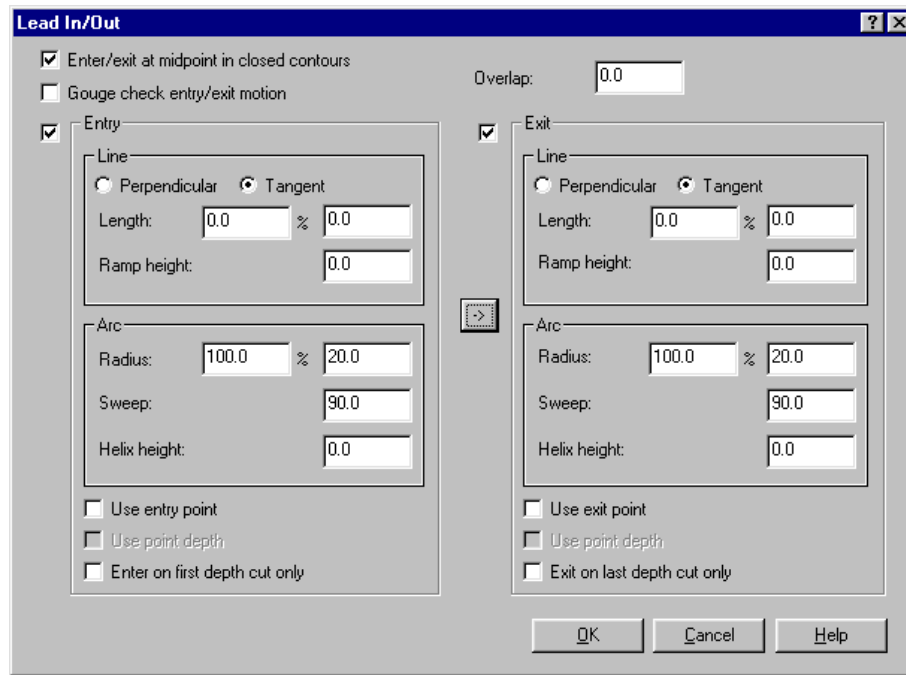 Lead In/Out
Enter/exit at midpoint in closed contours
Gouge check entry/exit motion
Overlap: 0.0
Entry
Line
Perpendicular Tangent
Length: 0.0 % 0.0
Ramp height: 0.0
Arc
Radius: 100.0 % 20.0
Sweep: 90.0
Helix height: 0.0
Use entry point
Use point depth
Enter on first depth cut only
->
Exit
Line
Perpendicular Tangent
Length: 0.0 % 0.0
Ramp height: 0.0
Arc
Radius: 100.0 % 20.0
Sweep: 90.0
Helix height: 0.0
Use exit point
Use point depth
Exit on last depth cut only
OK Cancel Help